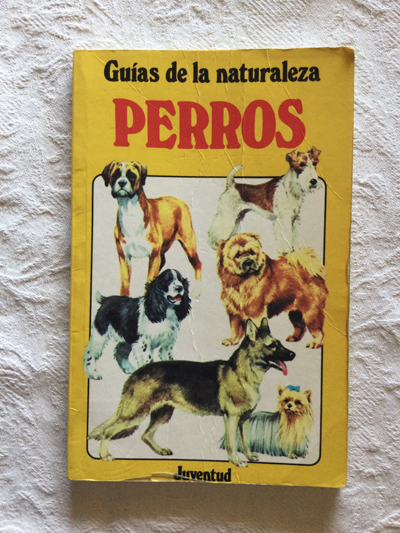 Guías de la naturaleza
PERROS
Juventud